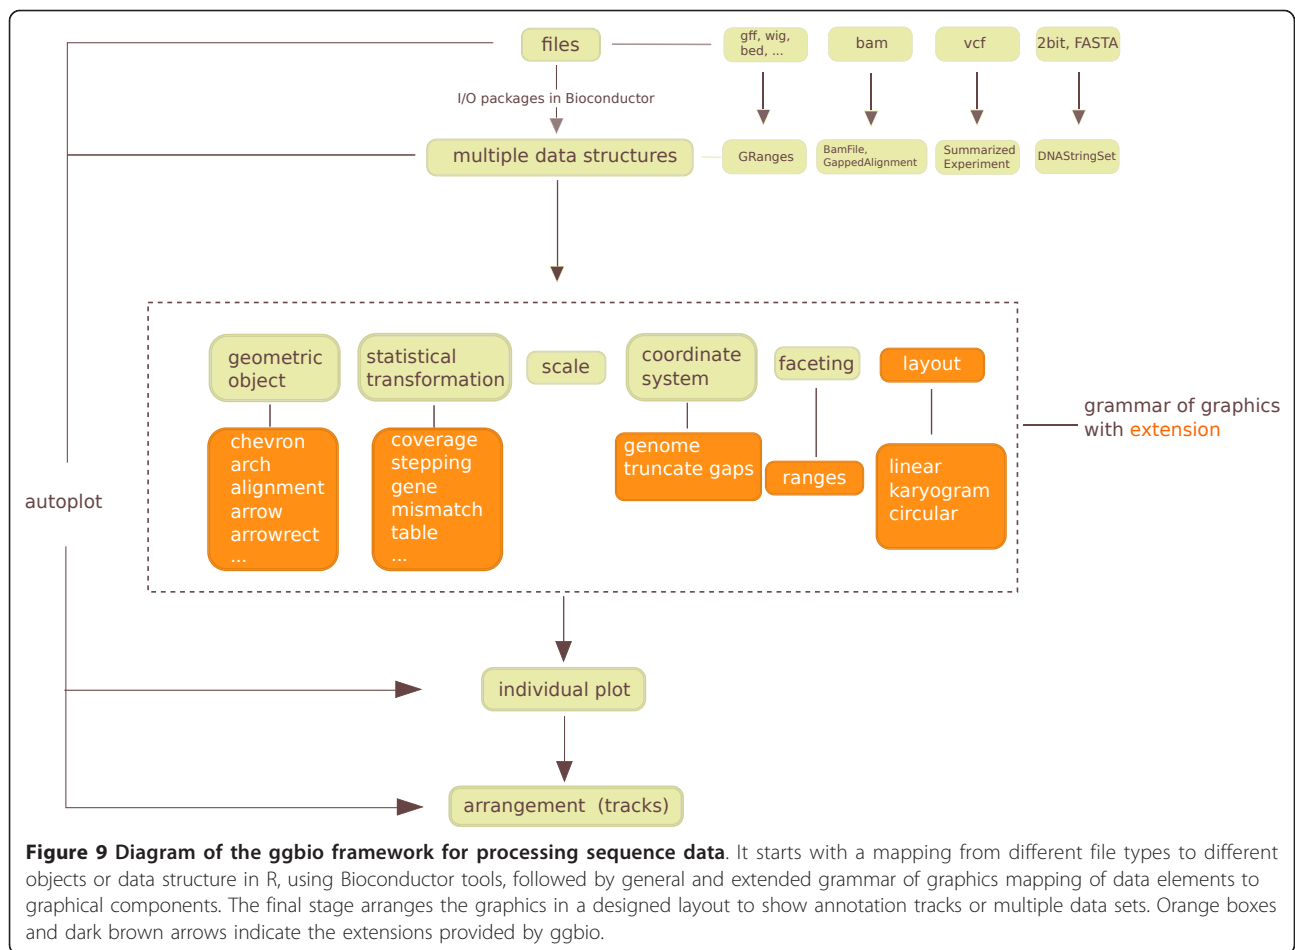 files
gff, wig,
bed, ...
bam
vcf
2bit, FASTA
I/O packages in Bioconductor
multiple data structures
GRanges
BamFile,
GappedAlignment
Summarized
Experiment
DNAStringSet
geometric
object
statistical
transformation
scale
coordinate
system
faceting
layout
chevron
arch
alignment
arrow
arrowrect
...
coverage
stepping
gene
mismatch
table
...
genome
truncate gaps
ranges
linear
karyogram
circular
grammar of graphics
with extension
autoplot
individual plot
arrangement (tracks)
Figure 9 Diagram of the ggbio framework for processing sequence data. It starts with a mapping from different file types to different
objects or data structure in R, using Bioconductor tools, followed by general and extended grammar of graphics mapping of data elements to
graphical components. The final stage arranges the graphics in a designed layout to show annotation tracks or multiple data sets. Orange boxes
and dark brown arrows indicate the extensions provided by ggbio.